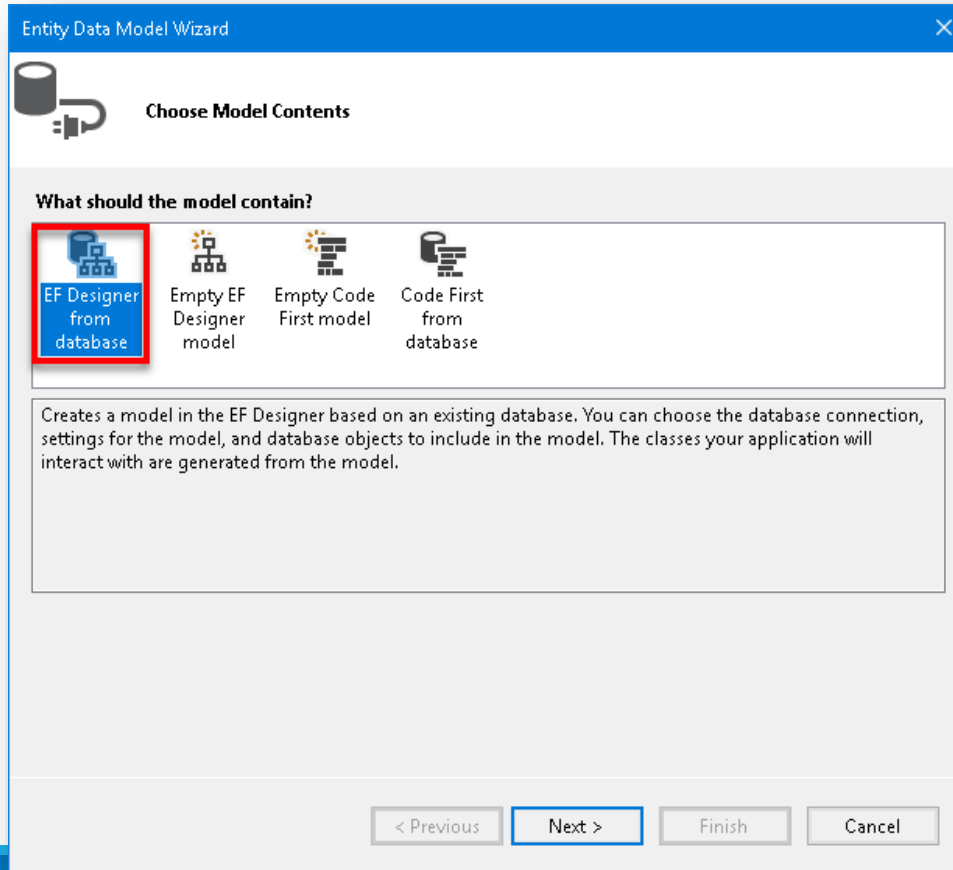 Entity Data Model Wizard
Choose Model Contents
What should the model contain?
EF Designer
from
database
Empty EF
Designer
model
Empty Code
First model
Code First
from
database
Creates a model in the EF Designer based on an existing database. You can choose the database connection,
settings for the model, and database objects to include in the model. The classes your application will
interact with are generated from the model.
< Previous
Next >
Finish
Cancel